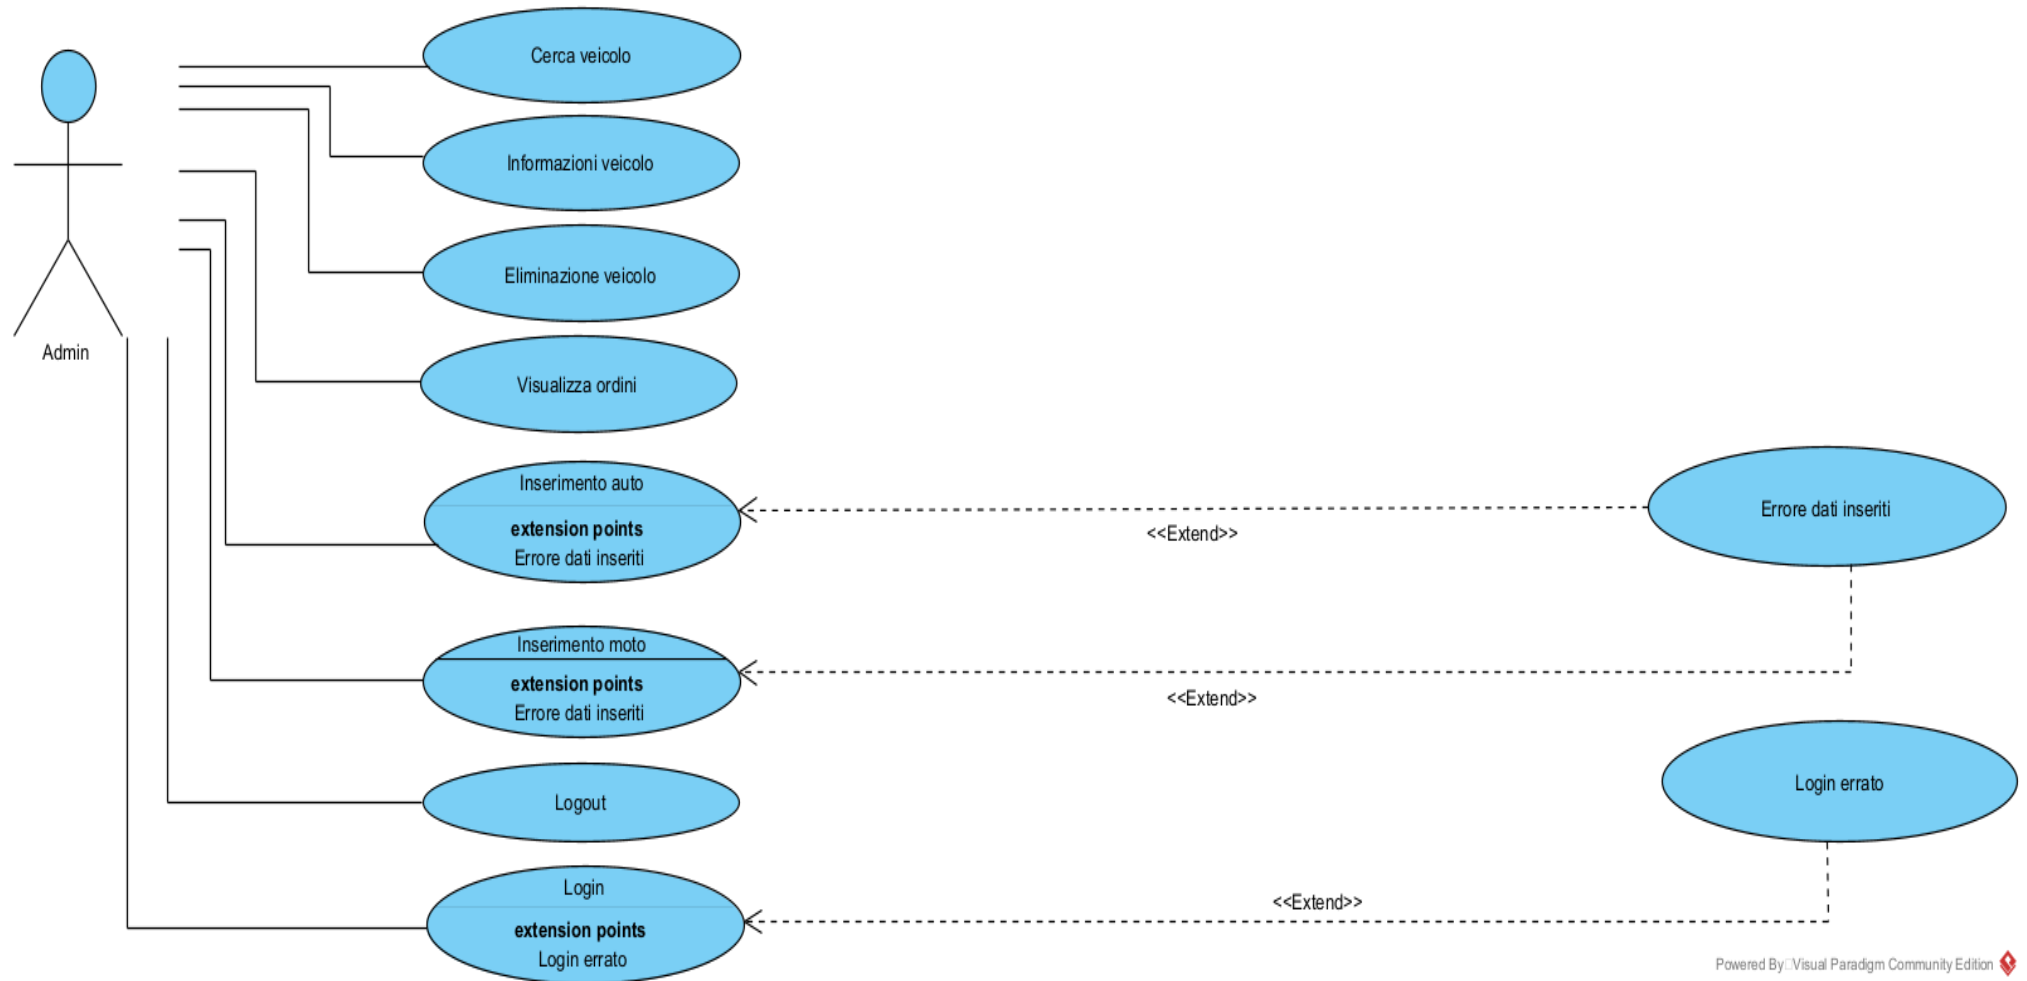 Cerca veicolo
Informazioni veicolo
Eliminazione veicolo
Admin
Visualizza ordini
Inserimento auto
extension points
Errore dati inseriti
<<Extend>>
Errore dati inseriti
Inserimento moto
extension points
Errore dati inseriti
<<Extend>>
Logout
Login errato
Login
extension points
Login errato
<<Extend>>
Powered By Visual Paradigm Community Edition